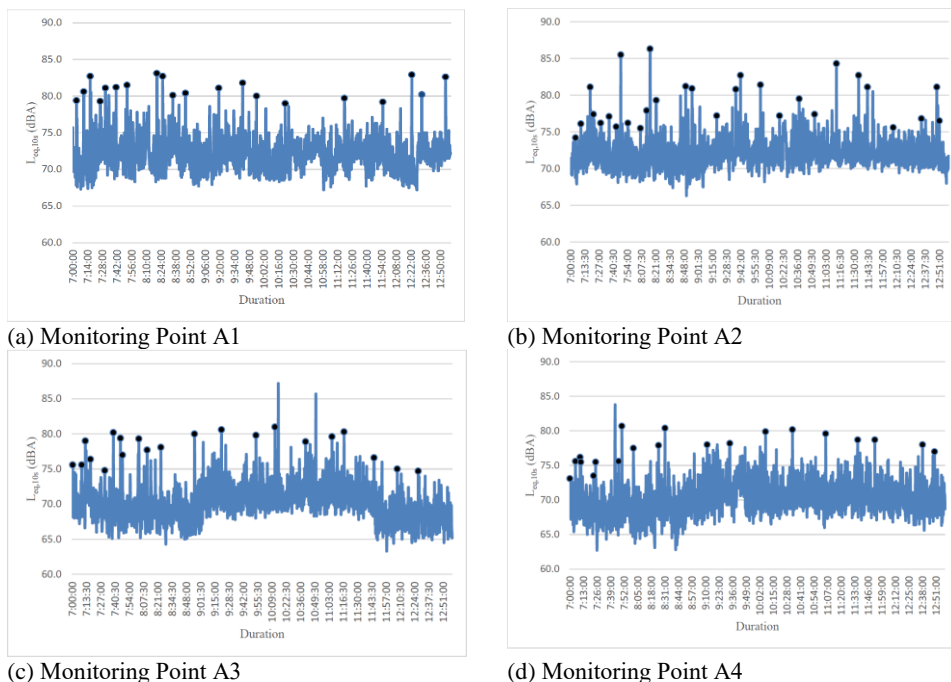 90.0
85.0
80.0
75.0
70.0
65.0
60.0
Leq,10s (dBA)
7:00:00 7:14:00 7:28:00 7:42:00 7:56:00 8:10:00 8:24:00 8:38:00 8:52:00 9:06:00 9:20:00 9:34:00 9:48:00 10:02:00 10:16:00 10:30:00 10:44:00 10:58:00 11:12:00 11:26:00 11:40:00 11:54:00 12:08:00 12:22:00 12:36:00 12:50:00
Duration
(a) Monitoring Point A1
90.0
85.0
80.0
75.0
70.0
65.0
60.0
Leq,10s (dBA)
7:00:00 7:13:30 7:27:00 7:40:30 7:54:00 8:07:30 8:21:00 8:34:30 8:48:00 9:01:30 9:15:00 9:28:30 9:42:00 9:55:30 10:09:00 10:22:30 10:36:00 10:49:30 11:03:00 11:16:30 11:30:00 11:43:30 11:57:00 12:10:30 12:24:00 12:37:30 12:51:00
Duration
(b) Monitoring Point A2
90.0
85.0
80.0
75.0
70.0
65.0
60.0
Leq,10s (dBA)
7:00:00 7:13:30 7:27:00 7:40:30 7:54:00 8:07:30 8:21:00 8:34:30 8:48:00 9:01:30 9:15:00 9:28:30 9:42:00 9:55:30 10:09:00 10:22:30 10:36:00 10:49:30 11:03:00 11:16:30 11:30:00 11:43:30 11:57:00 12:10:30 12:24:00 12:37:30 12:51:00
Duration
(c) Monitoring Point A3
90.0
85.0
80.0
75.0
70.0
65.0
60.0
Leq,10s (dBA)
7:00:00 7:13:00 7:26:00 7:39:00 7:52:00 8:05:00 8:18:00 8:31:00 8:44:00 8:57:00 9:10:00 9:23:00 9:36:00 9:49:00 10:02:00 10:15:00 10:28:00 10:41:00 10:54:00 11:07:00 11:20:00 11:33:00 11:46:00 11:59:00 12:12:00 12:25:00 12:38:00 12:51:00
Duration
(d) Monitoring Point A4